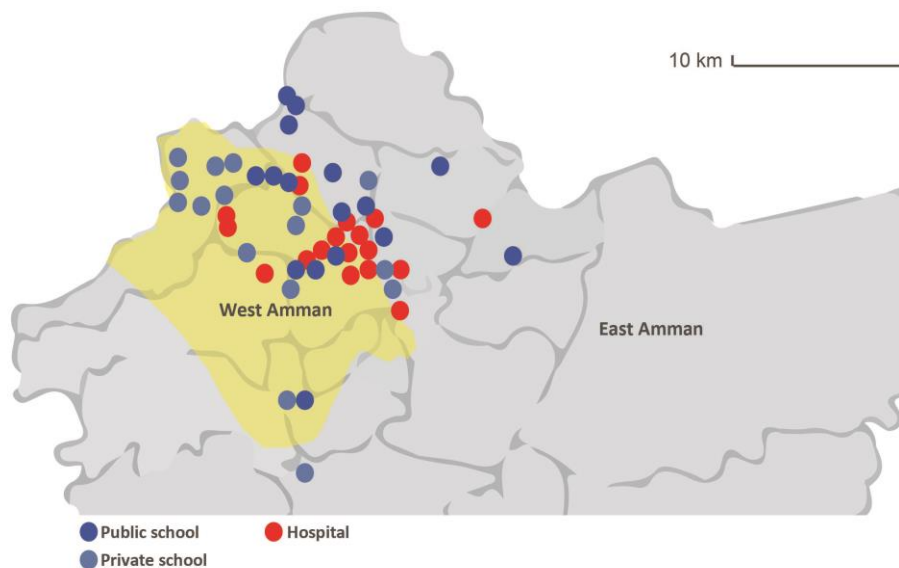 10 km
West Amman
East Amman
Public school
Hospital
Private school